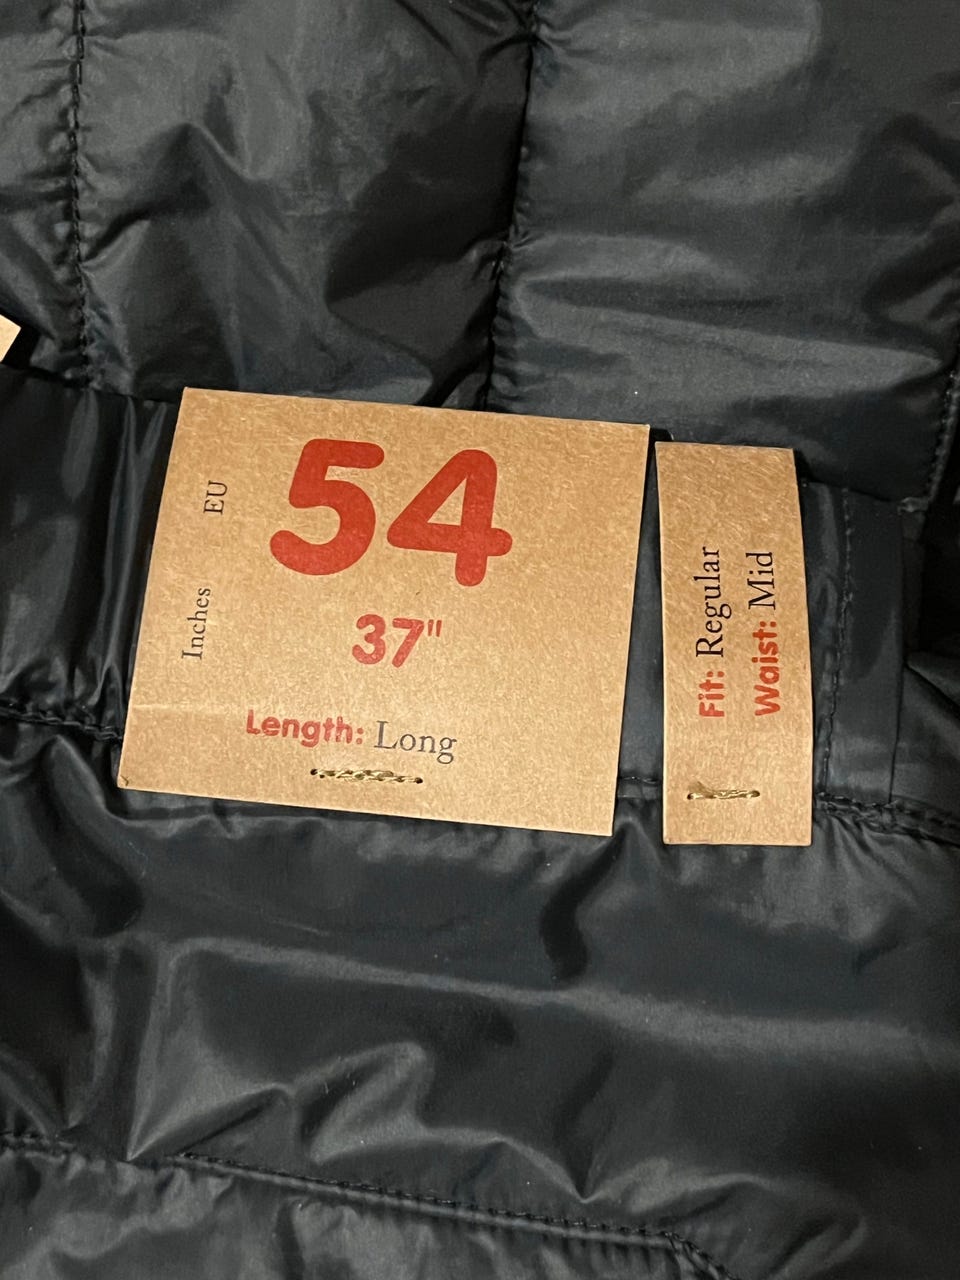 EU 54
Inches 37"
Length: Long
Fit: Regular
Waist: Mid